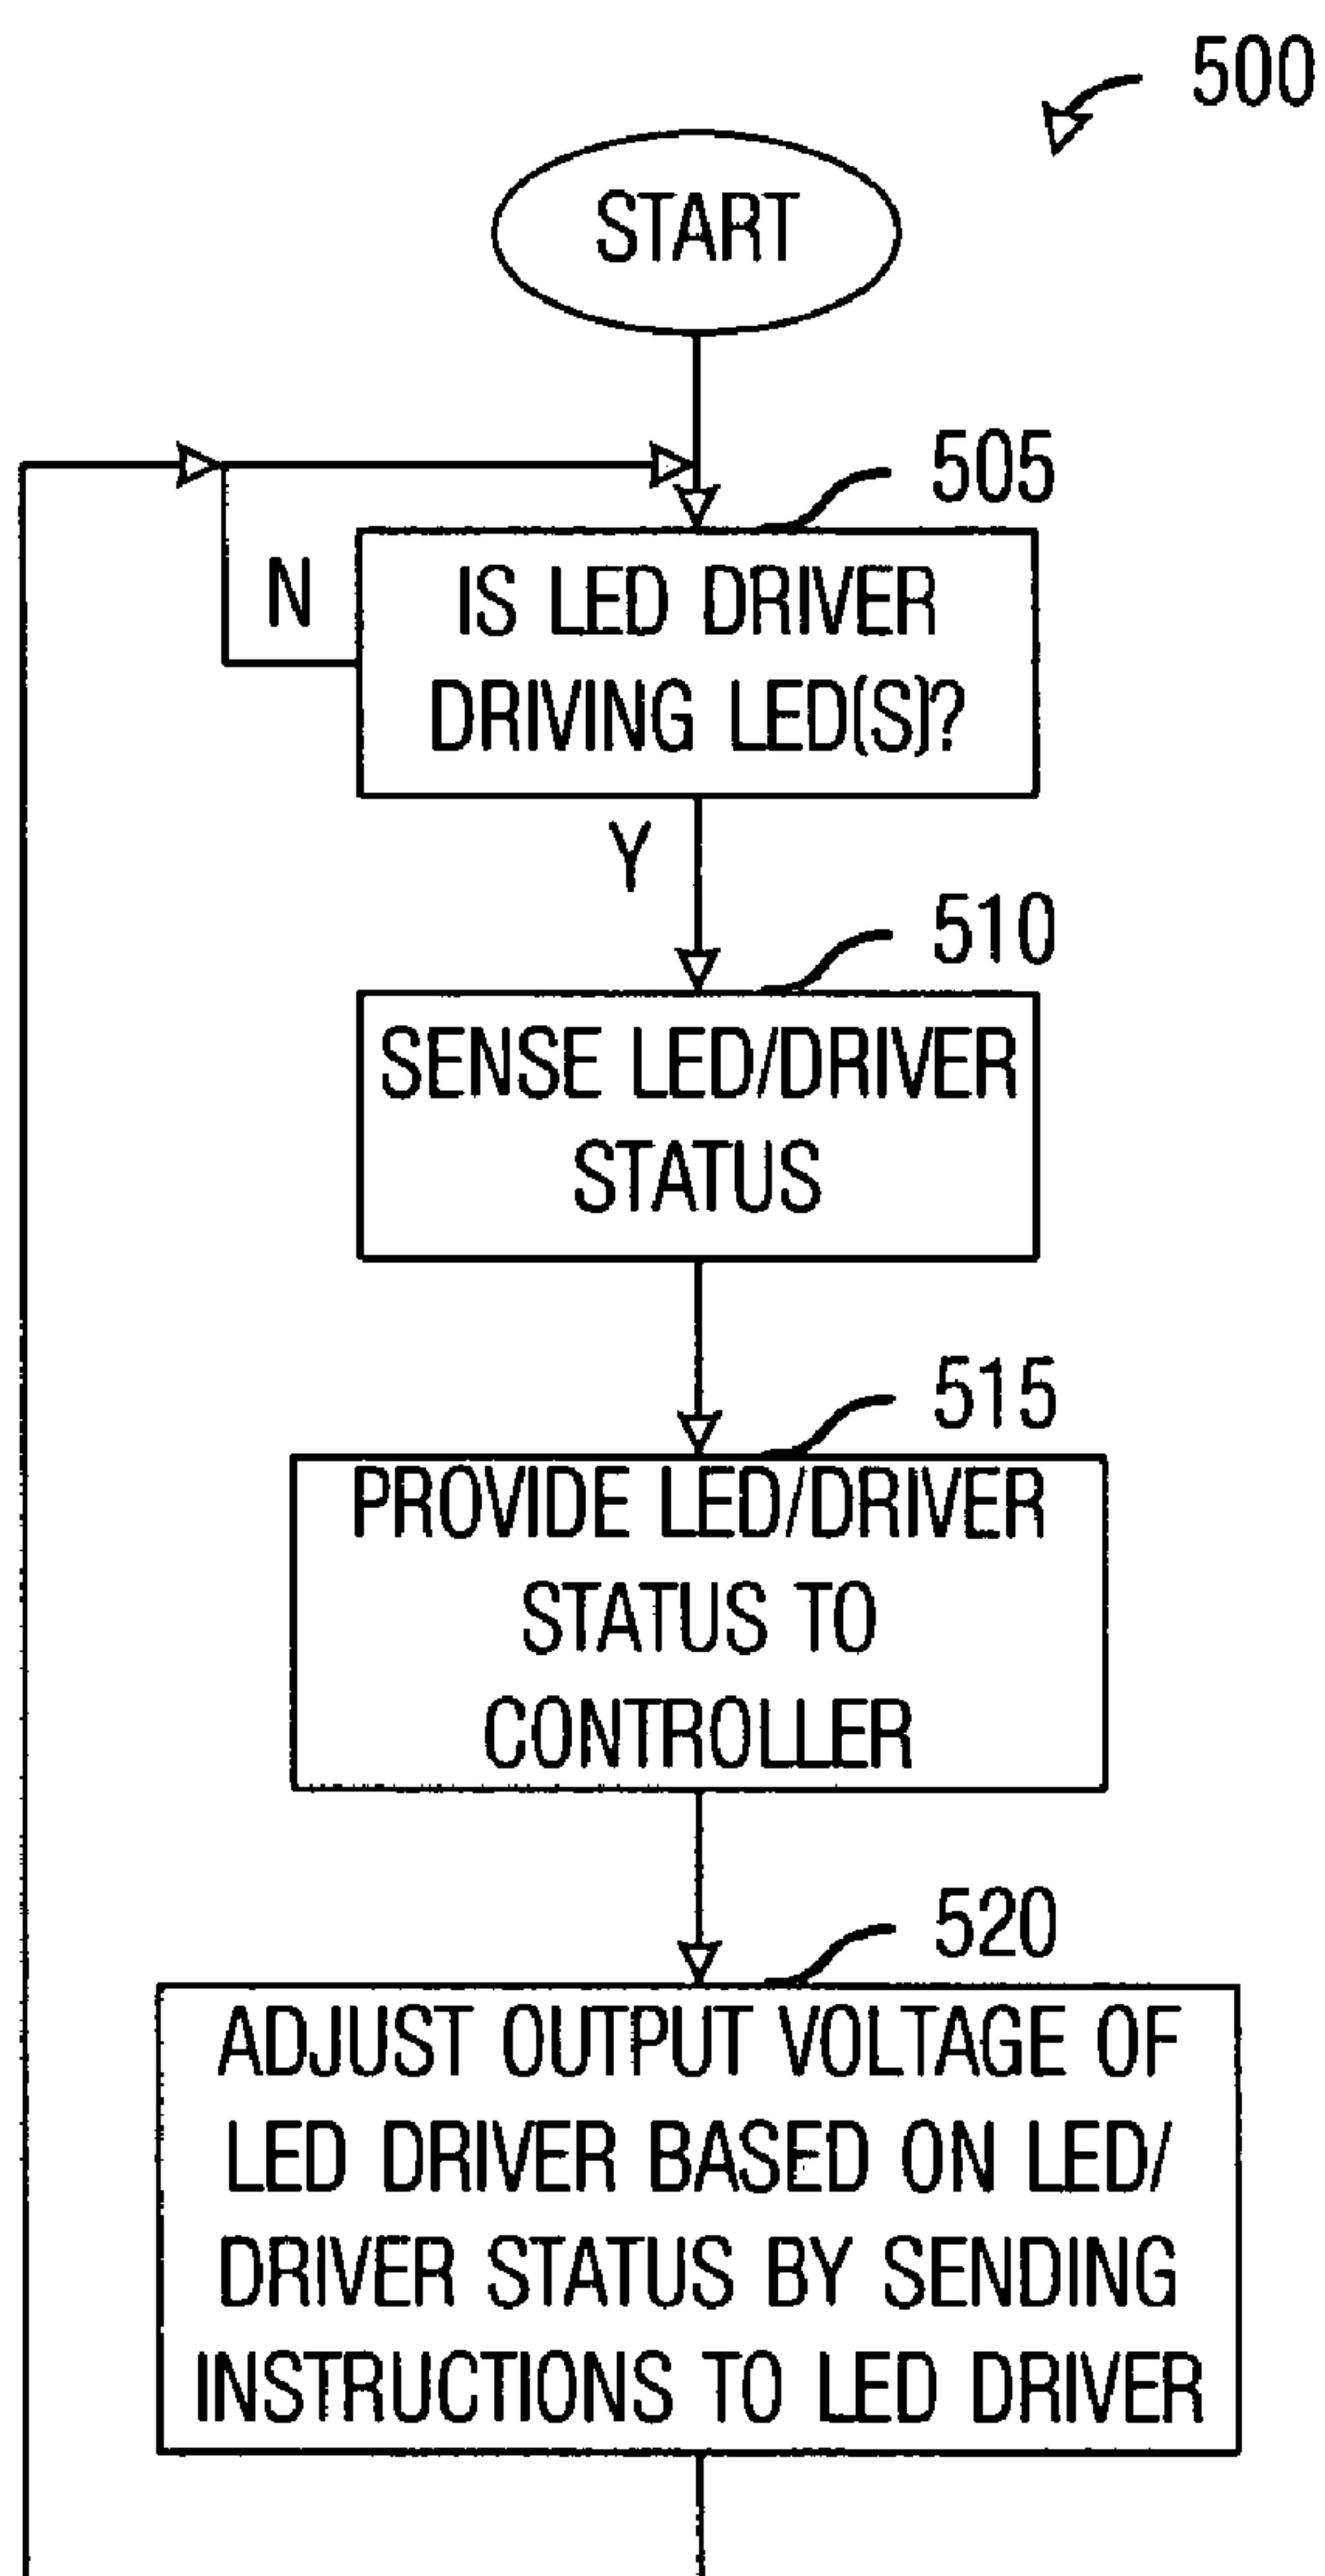 500
START
505
N
IS LED DRIVER
DRIVING LED(S)?
Y
510
SENSE LED/DRIVER
STATUS
515
PROVIDE LED/DRIVER
STATUS TO
CONTROLLER
520
ADJUST OUTPUT VOLTAGE OF
LED DRIVER BASED ON LED/
DRIVER STATUS BY SENDING
INSTRUCTIONS TO LED DRIVER